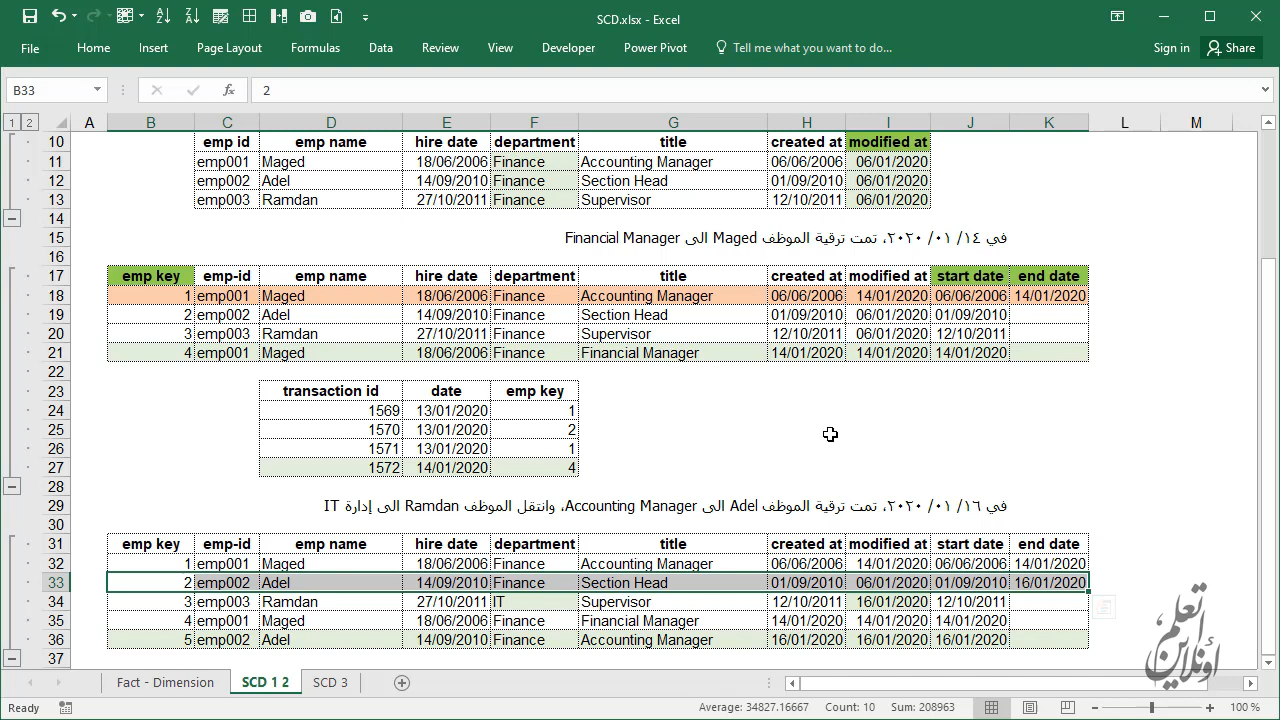 SCD.xlsx - Excel
File Home Insert Page Layout Formulas Data Review View Developer Power Pivot Tell me what you want to do... Sign in Share
B33 fx 2
1 2 A B C D E F G H I J K L M
10 emp id emp name hire date department title created at modified at
11 emp001 Maged 18/06/2006 Finance Accounting Manager 06/06/2006 06/01/2020
12 emp002 Adel 14/09/2010 Finance Section Head 01/09/2010 06/01/2020
13 emp003 Ramdan 27/10/2011 Finance Supervisor 12/10/2011 06/01/2020
14
15 في ١٤/ ٠١/ ٢٠٢٠، تمت ترقية الموظف Maged الى Financial Manager
16
17 emp key emp-id emp name hire date department title created at modified at start date end date
18 1 emp001 Maged 18/06/2006 Finance Accounting Manager 06/06/2006 14/01/2020 06/06/2006 14/01/2020
19 2 emp002 Adel 14/09/2010 Finance Section Head 01/09/2010 06/01/2020 01/09/2010
20 3 emp003 Ramdan 27/10/2011 Finance Supervisor 12/10/2011 06/01/2020 12/10/2011
21 4 emp001 Maged 18/06/2006 Finance Financial Manager 14/01/2020 14/01/2020 14/01/2020
22
23 transaction id date emp key
24 1569 13/01/2020 1
25 1570 13/01/2020 2
26 1571 13/01/2020 1
27 1572 14/01/2020 4
28
29 في ١٦/ ٠١/ ٢٠٢٠، تمت ترقية الموظف Adel الى Accounting Manager، وانتقل الموظف Ramdan الى إدارة IT
30
31 emp key emp-id emp name hire date department title created at modified at start date end date
32 1 emp001 Maged 18/06/2006 Finance Accounting Manager 06/06/2006 14/01/2020 06/06/2006 14/01/2020
33 2 emp002 Adel 14/09/2010 Finance Section Head 01/09/2010 06/01/2020 01/09/2010 16/01/2020
34 3 emp003 Ramdan 27/10/2011 IT Supervisor 12/10/2011 16/01/2020 12/10/2011
35 4 emp001 Maged 18/06/2006 Finance Financial Manager 14/01/2020 14/01/2020 14/01/2020
36 5 emp002 Adel 14/09/2010 Finance Accounting Manager 16/01/2020 16/01/2020 16/01/2020
37
تعلم أونلاين
Fact - Dimension SCD 1 2 SCD 3
Ready Average: 34827.16667 Count: 10 Sum: 208963 100 %